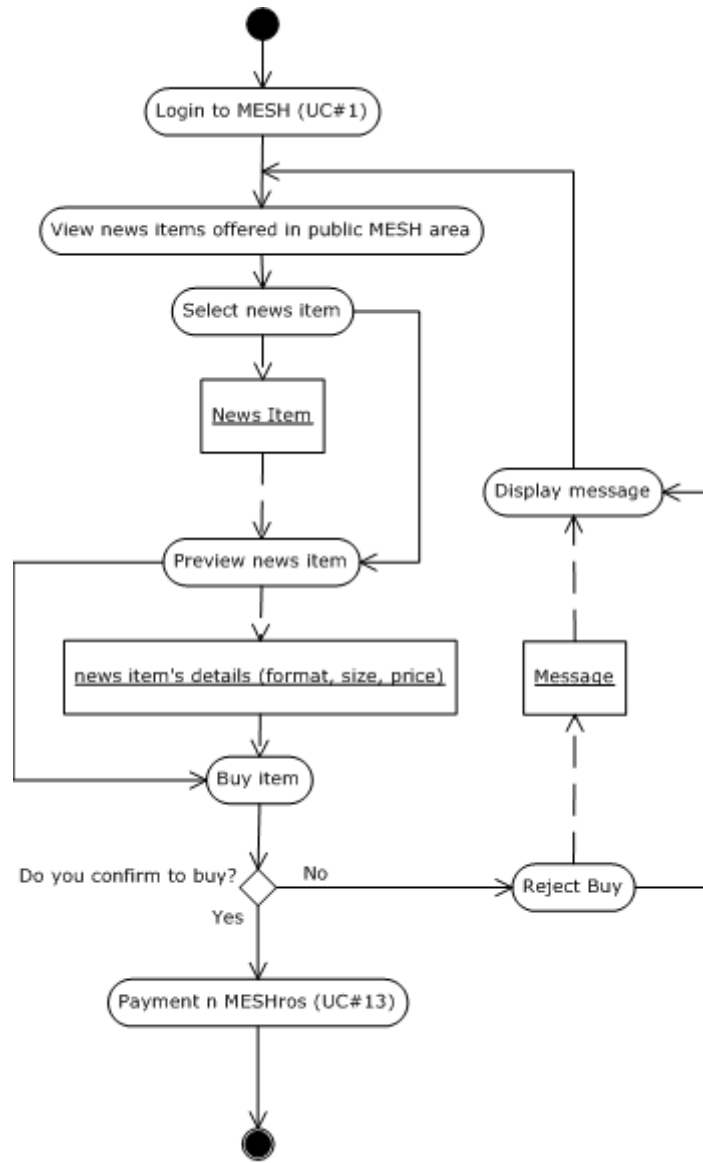 Login to MESH (UC#1)
View news items offered in public MESH area
Select news item
News Item
Display message
Preview news item
news item's details (format, size, price)
Message
Buy item
Do you confirm to buy?
No
Reject Buy
Yes
Payment n MESHros (UC#13)